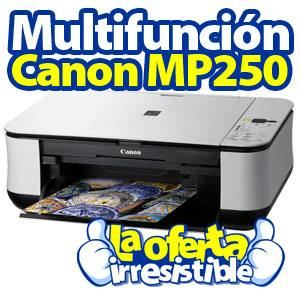 Multifunción
Canon MP250
Canon
la oferta
irresistible